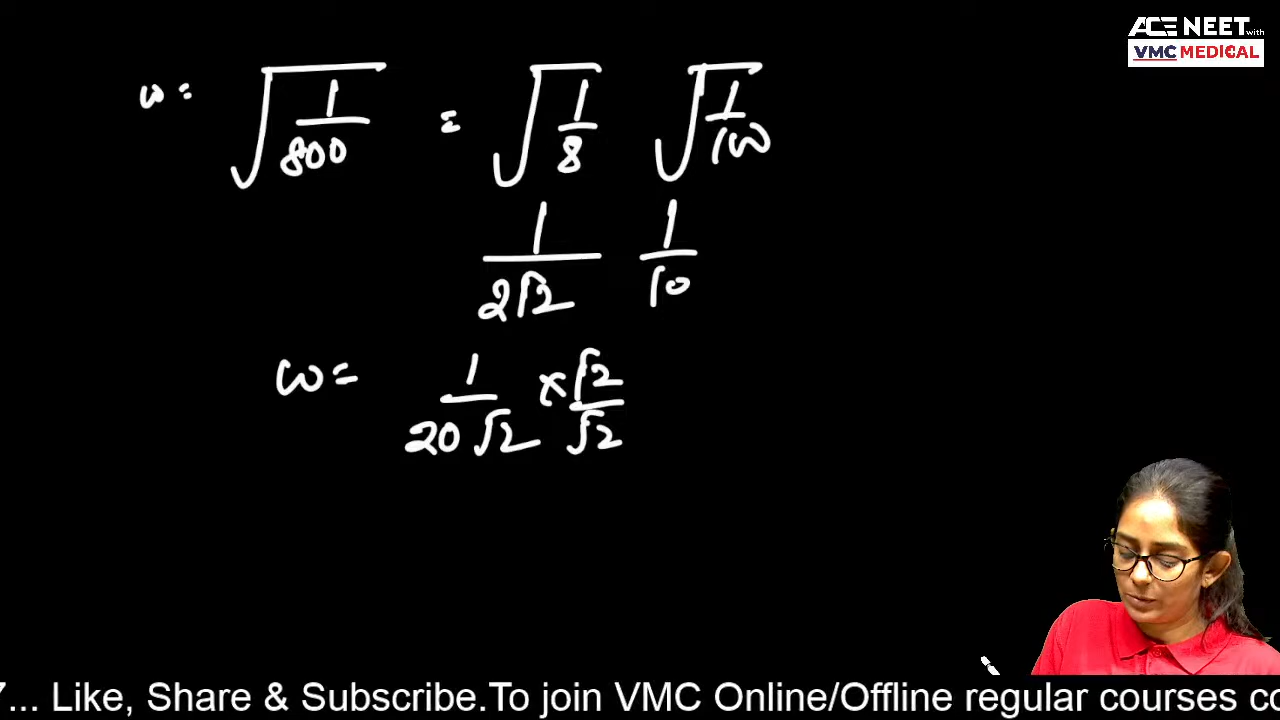 ACE NEET with
VMC MEDICAL
ω = √(1/800) = √(1/8) √(1/100)
1/(2√2) 1/10
ω = 1/(20√2) × √2/√2
7... Like, Share & Subscribe.To join VMC Online/Offline regular courses co